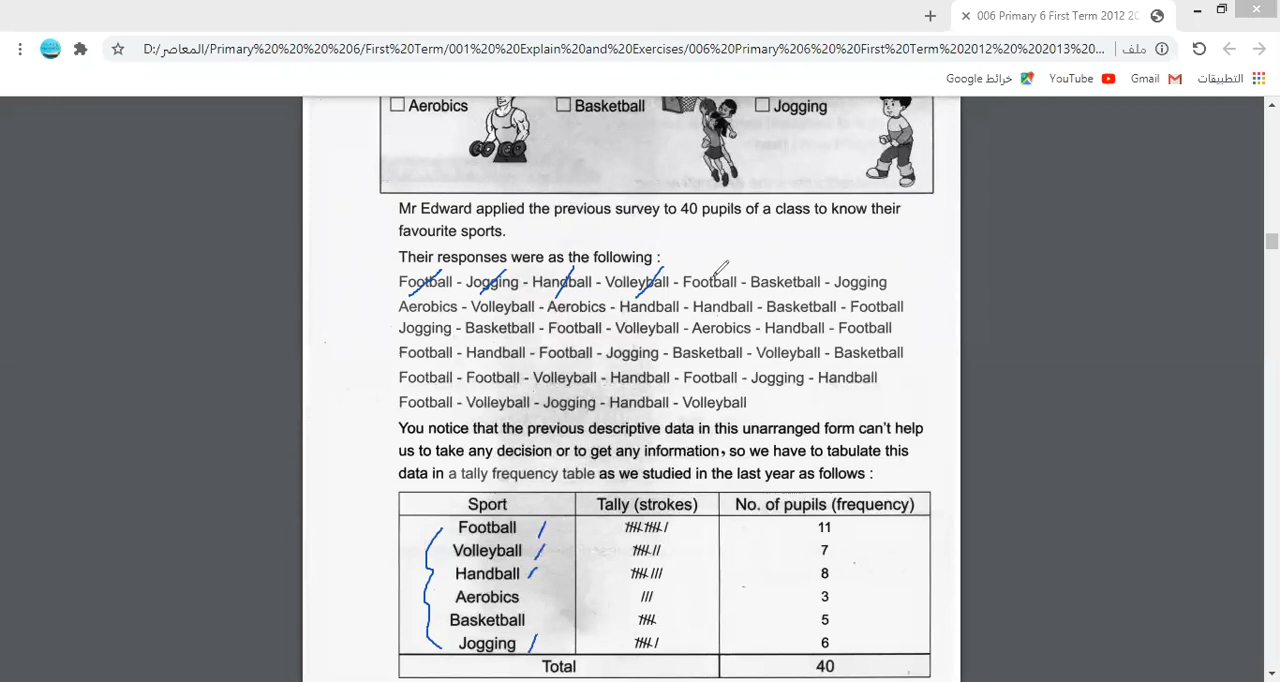 006 Primary 6 First Term 2012 20
D:/المعاصر/Primary%20%20%20%206/First%20Term/001%20%20Explain%20and%20Exercises/006%20Primary%206%20%20First%20Term%202012%20%202013%20...
ملف
خرائط Google
YouTube
Gmail
التطبيقات
Aerobics
Basketball
Jogging
Mr Edward applied the previous survey to 40 pupils of a class to know their
favourite sports.
Their responses were as the following :
Football - Jogging - Handball - Volleyball - Football - Basketball - Jogging
Aerobics - Volleyball - Aerobics - Handball - Handball - Basketball - Football
Jogging - Basketball - Football - Volleyball - Aerobics - Handball - Football
Football - Handball - Football - Jogging - Basketball - Volleyball - Basketball
Football - Football - Volleyball - Handball - Football - Jogging - Handball
Football - Volleyball - Jogging - Handball - Volleyball
You notice that the previous descriptive data in this unarranged form can't help
us to take any decision or to get any information, so we have to tabulate this
data in a tally frequency table as we studied in the last year as follows :
Sport Tally (strokes) No. of pupils (frequency)
Football 11
Volleyball 7
Handball 8
Aerobics 3
Basketball 5
Jogging 6
Total 40